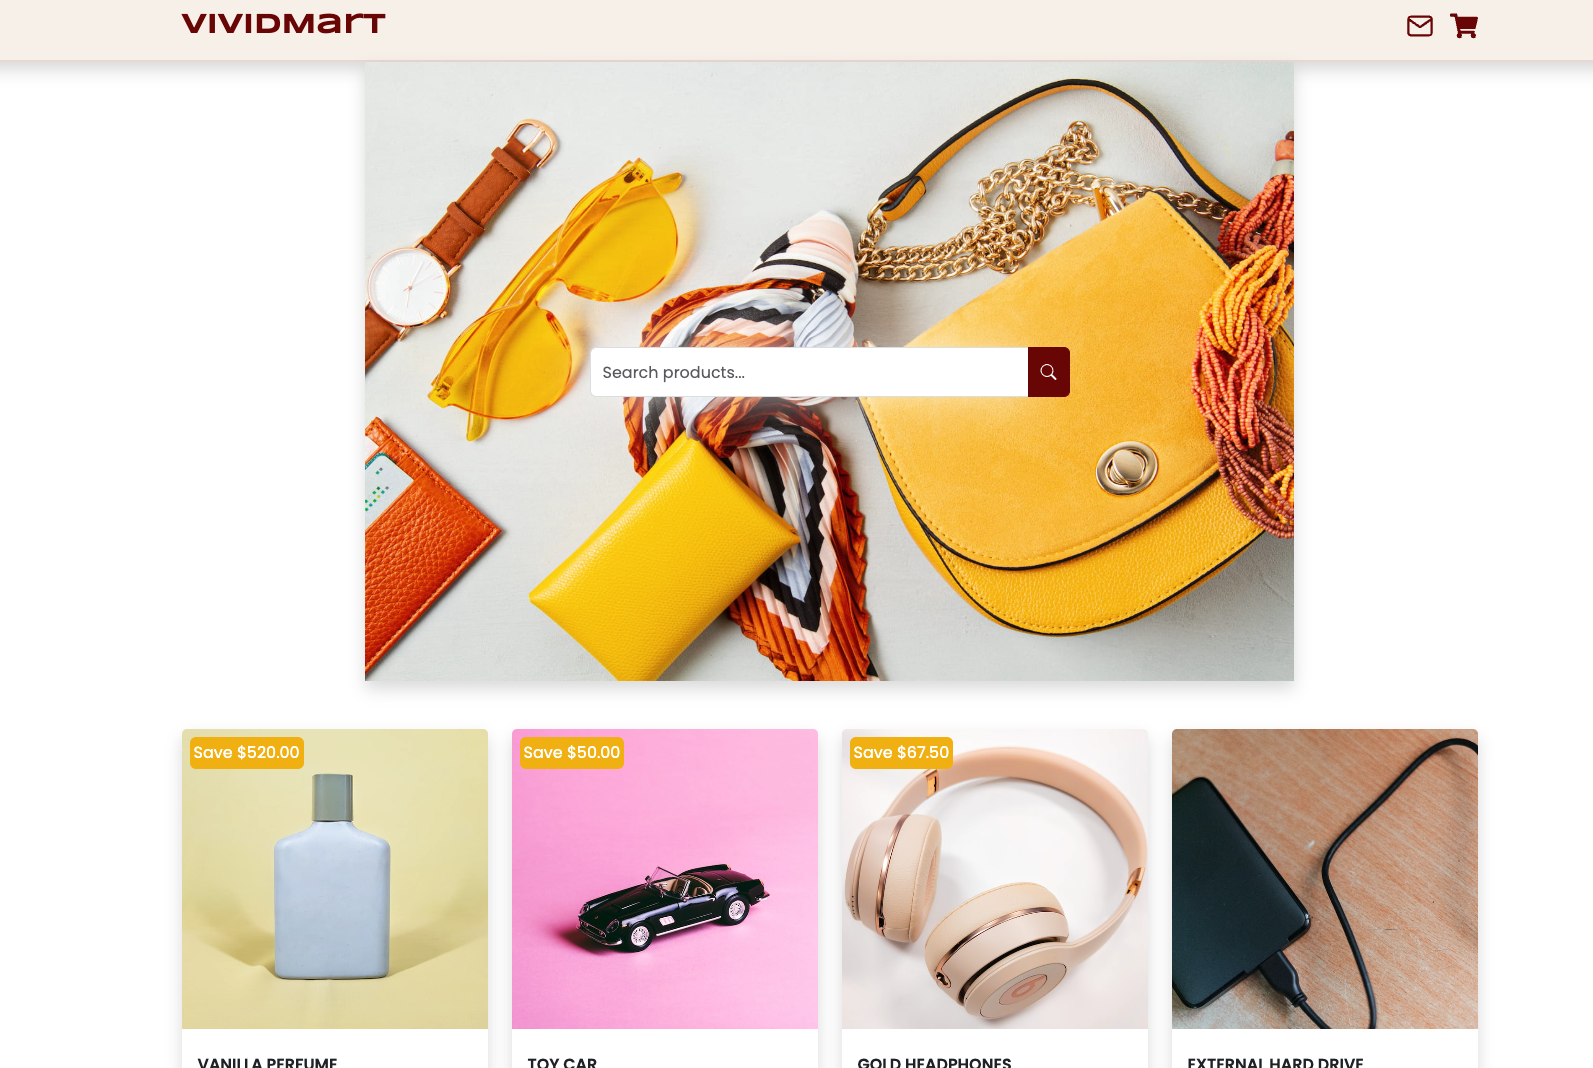 VIVIDMart
Search products...
Save $520.00
Save $50.00
Save $67.50
VANILLA PERFUME
TOY CAR
GOLD HEADPHONES
EXTERNAL HARD DRIVE